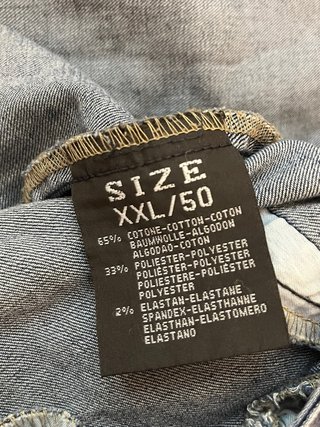 SIZE
XXL/50
65% COTONE-COTTON-COTON
BAUMWOLLE-ALGODON
ALGODAO-COTON
33% POLIESTER-POLYESTER
POLIESTER-POLYESTER
POLIESTERE-POLIESTER
POLYESTER
2% ELASTAN-ELASTANE
SPANDEX-ELASTHANNE
ELASTHAN-ELASTOMERO
ELASTANO